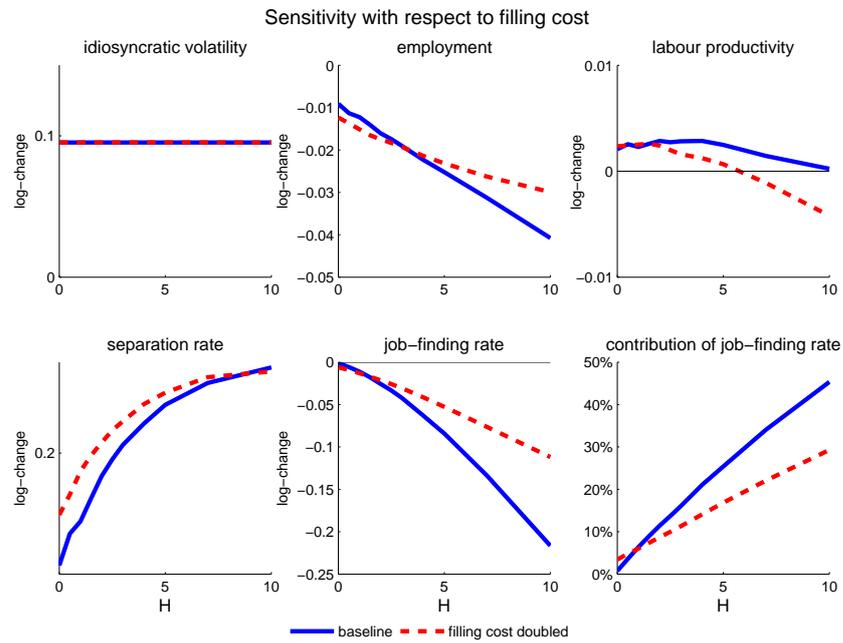 Sensitivity with respect to filling cost
idiosyncratic volatility
employment
labour productivity
log−change
0.1
0
0 5 10
log−change
0
−0.01
−0.02
−0.03
−0.04
−0.05
0 5 10
log−change
0.01
0
−0.01
0 5 10
separation rate
job−finding rate
contribution of job−finding rate
log−change
0.2
0 5 10
H
log−change
0
−0.05
−0.1
−0.15
−0.2
−0.25
0 5 10
H
50%
40%
30%
20%
10%
0%
0 5 10
H
baseline filling cost doubled